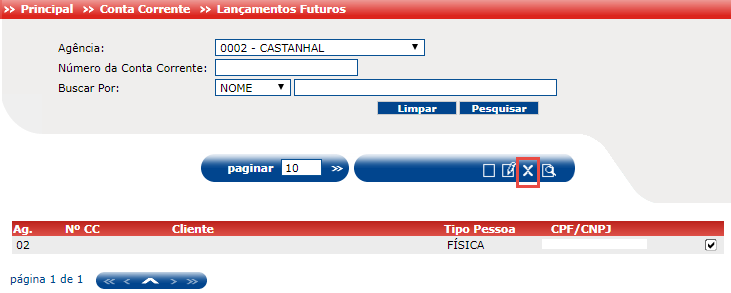 >> Principal >> Conta Corrente >> Lançamentos Futuros
Agência: 0002 - CASTANHAL
Número da Conta Corrente:
Buscar Por: NOME
Limpar Pesquisar
paginar 10 >>
Ag. Nº CC Cliente Tipo Pessoa CPF/CNPJ
02 FÍSICA
página 1 de 1 << < > >>